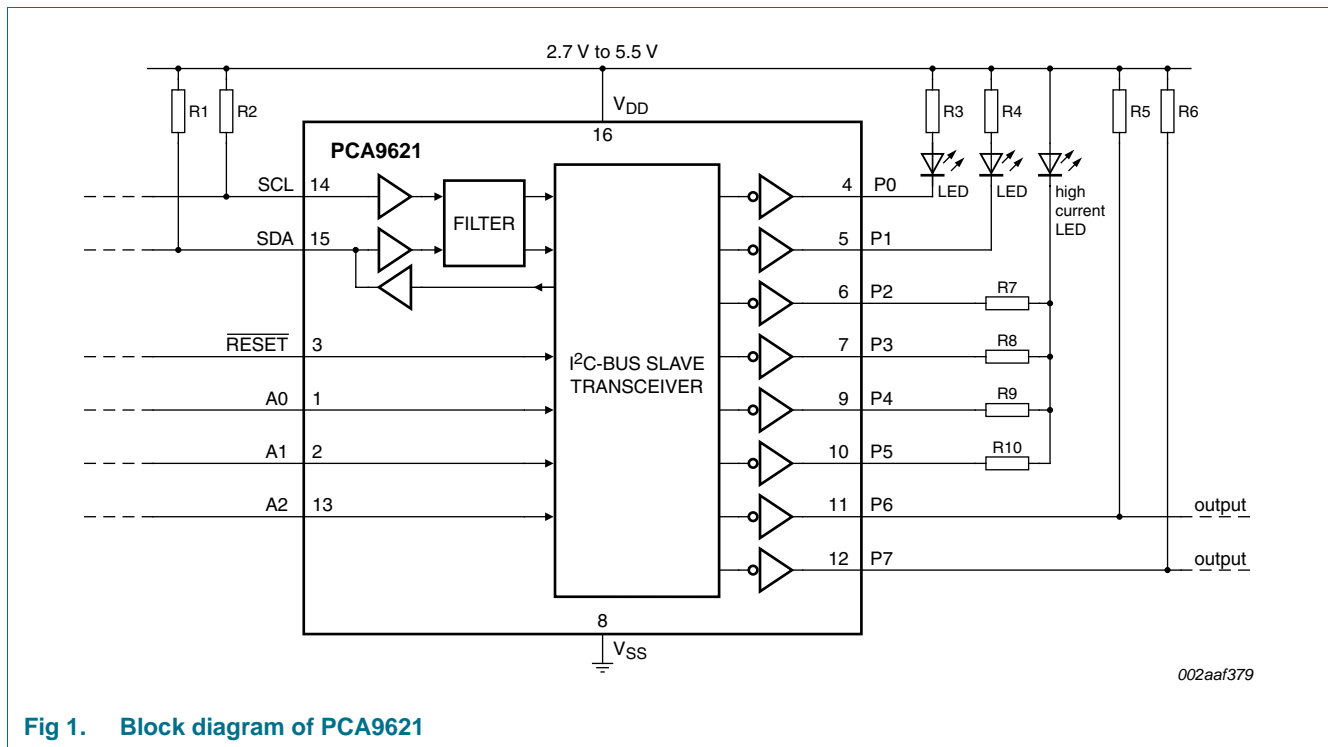 2.7 V to 5.5 V
R1 R2 R3 R4 R5 R6
VDD
16
PCA9621
SCL 14
SDA 15
FILTER
RESET 3
A0 1
A1 2
A2 13
I²C-BUS SLAVE
TRANSCEIVER
4 P0
5 P1
6 P2
7 P3
9 P4
10 P5
11 P6
12 P7
LED
LED
high
current
LED
R7
R8
R9
R10
output
output
8
VSS
002aaf379
Fig 1. Block diagram of PCA9621